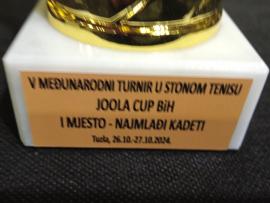 V MEĐUNARODNI TURNIR U STONOM TENISU
JOOLA CUP BiH
I MJESTO - NAJMLAĐI KADETI
Tuzla, 26.10.-27.10.2024.